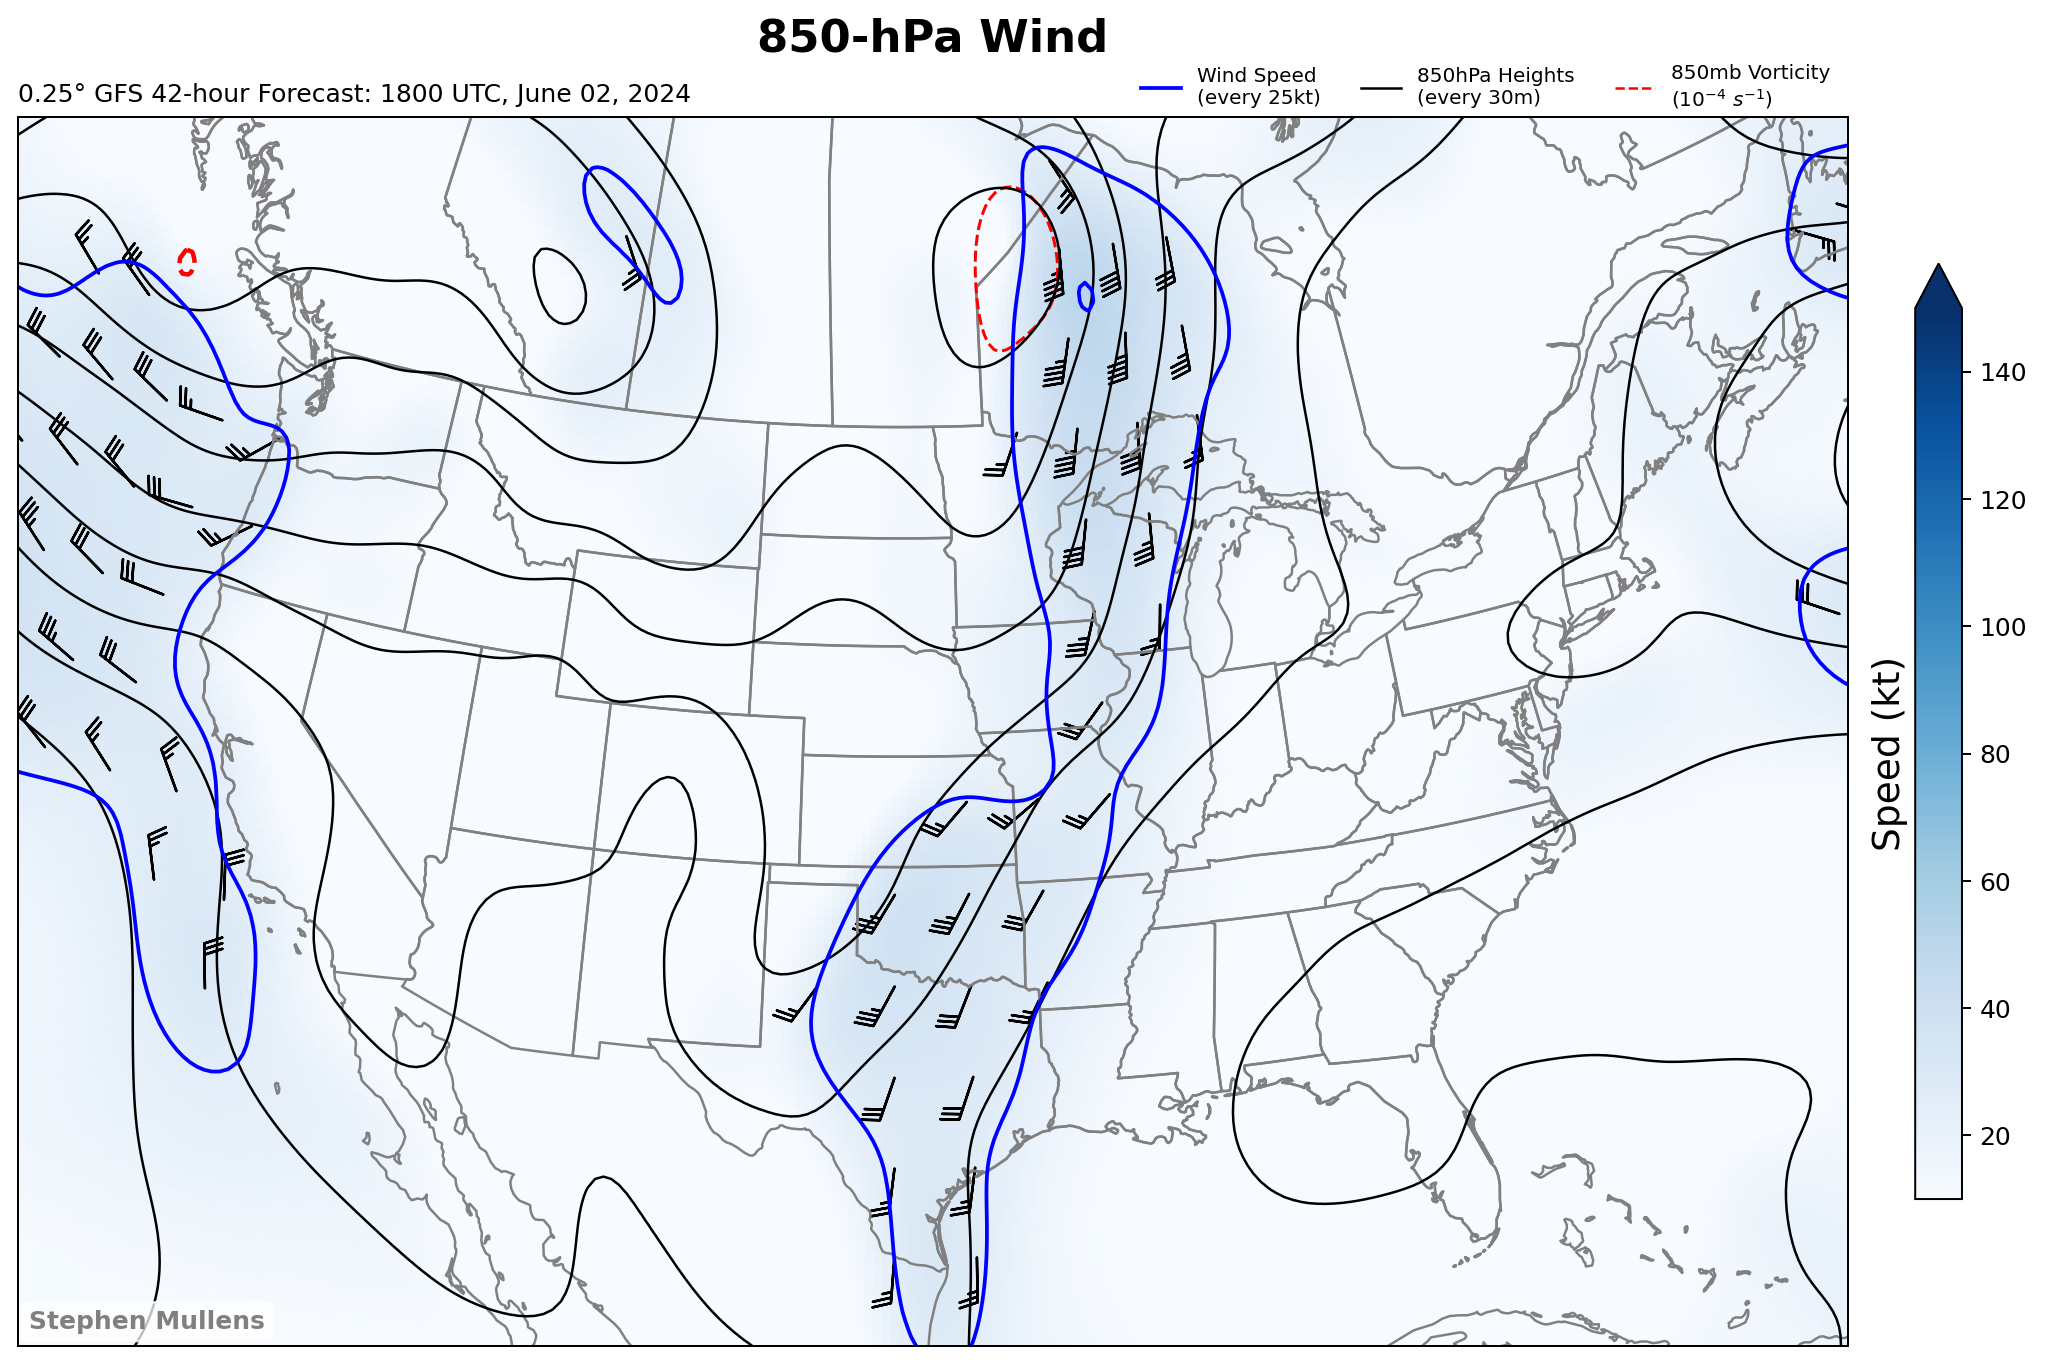 850-hPa Wind
0.25° GFS 42-hour Forecast: 1800 UTC, June 02, 2024
Wind Speed
(every 25kt)
850hPa Heights
(every 30m)
850mb Vorticity
(10⁻⁴ s⁻¹)
140
120
100
80
60
40
20
Speed (kt)
Stephen Mullens